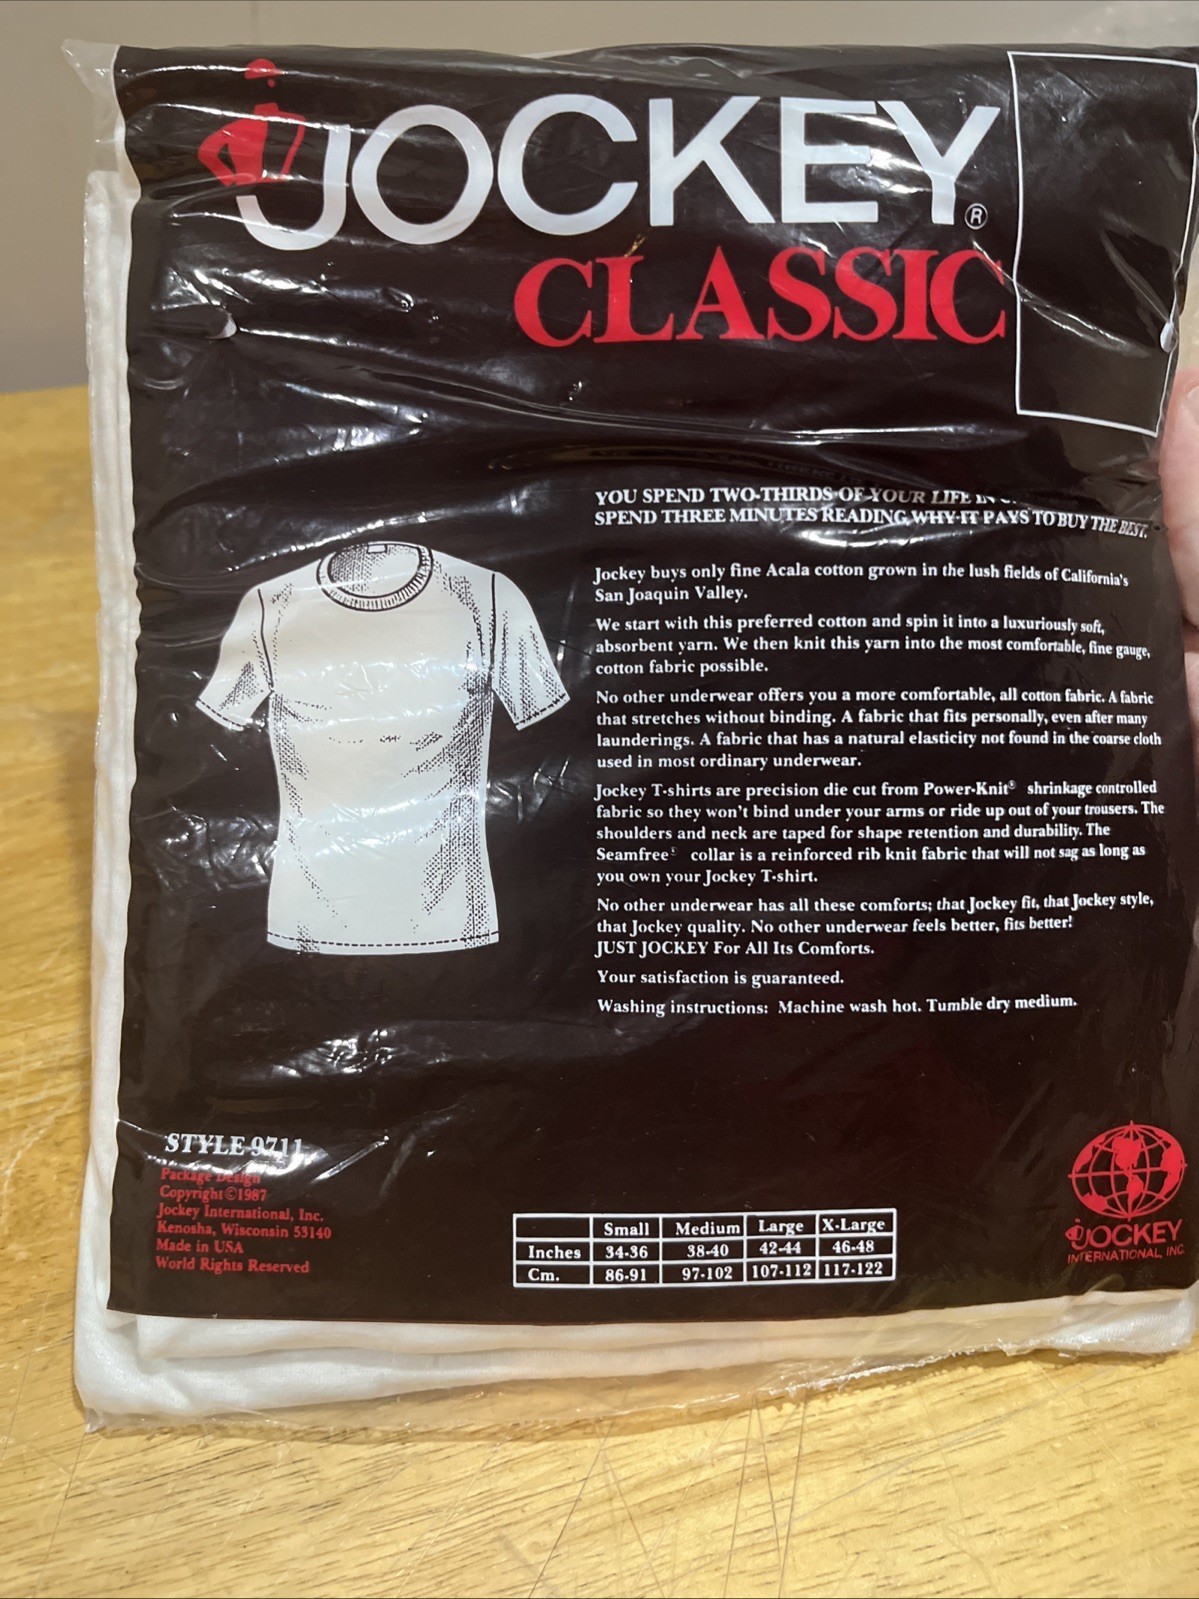 JOCKEY®
CLASSIC
YOU SPEND TWO-THIRDS OF YOUR LIFE IN
SPEND THREE MINUTES READING WHY IT PAYS TO BUY THE BEST.
Jockey buys only fine Acala cotton grown in the lush fields of California's
San Joaquin Valley.
We start with this preferred cotton and spin it into a luxuriously soft,
absorbent yarn. We then knit this yarn into the most comfortable, fine gauge,
cotton fabric possible.
No other underwear offers you a more comfortable, all cotton fabric. A fabric
that stretches without binding. A fabric that fits personally, even after many
launderings. A fabric that has a natural elasticity not found in the coarse cloth
used in most ordinary underwear.
Jockey T-shirts are precision die cut from Power-Knit® shrinkage controlled
fabric so they won't bind under your arms or ride up out of your trousers. The
shoulders and neck are taped for shape retention and durability. The
Seamfree® collar is a reinforced rib knit fabric that will not sag as long as
you own your Jockey T-shirt.
No other underwear has all these comforts; that Jockey fit, that Jockey style,
that Jockey quality. No other underwear feels better, fits better!
JUST JOCKEY For All Its Comforts.
Your satisfaction is guaranteed.
Washing instructions: Machine wash hot. Tumble dry medium.
STYLE 9711
Package Design
Copyright ©1987
Jockey International, Inc.
Kenosha, Wisconsin 53140
Made in USA
World Rights Reserved
Small Medium Large X-Large
Inches 34-36 38-40 42-44 46-48
Cm. 86-91 97-102 107-112 117-122
JOCKEY
INTERNATIONAL, INC.